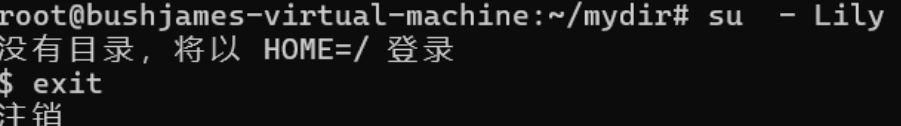 root@bushjames-virtual-machine:~/mydir# su  - Lily
没有目录，将以 HOME=/ 登录
$ exit
注销